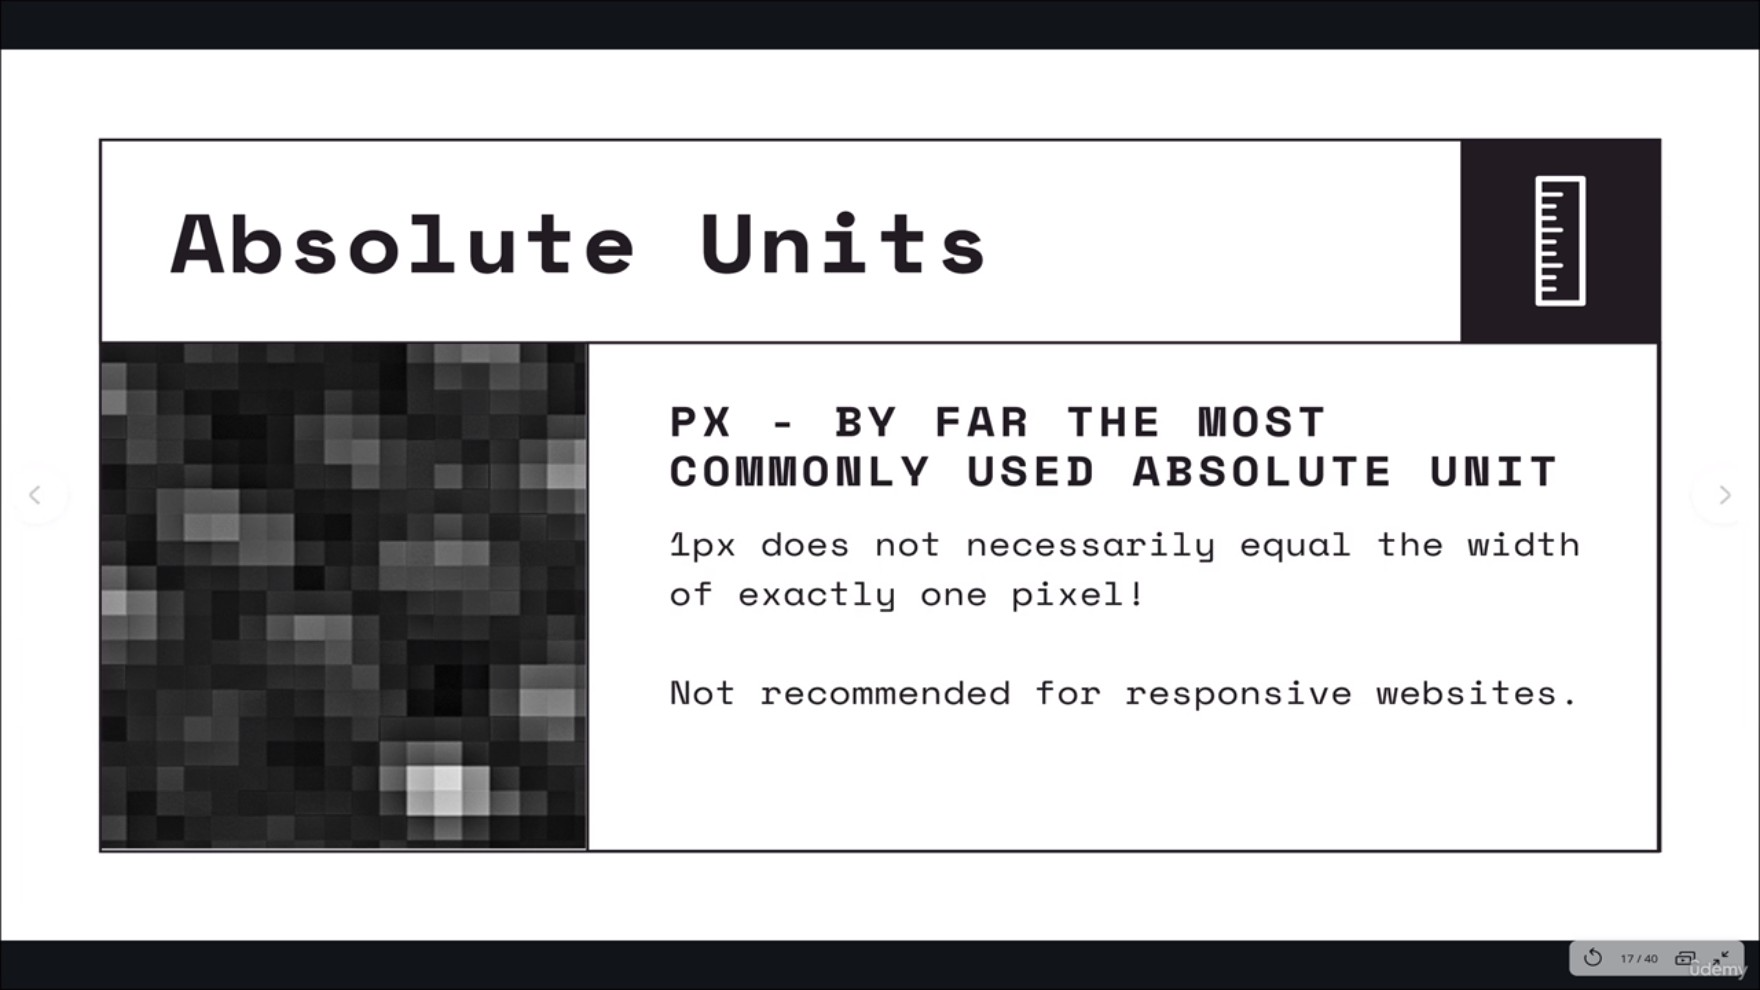 Absolute Units
PX - BY FAR THE MOST
COMMONLY USED ABSOLUTE UNIT
1px does not necessarily equal the width
of exactly one pixel!
Not recommended for responsive websites.
17 / 40
ûdemy